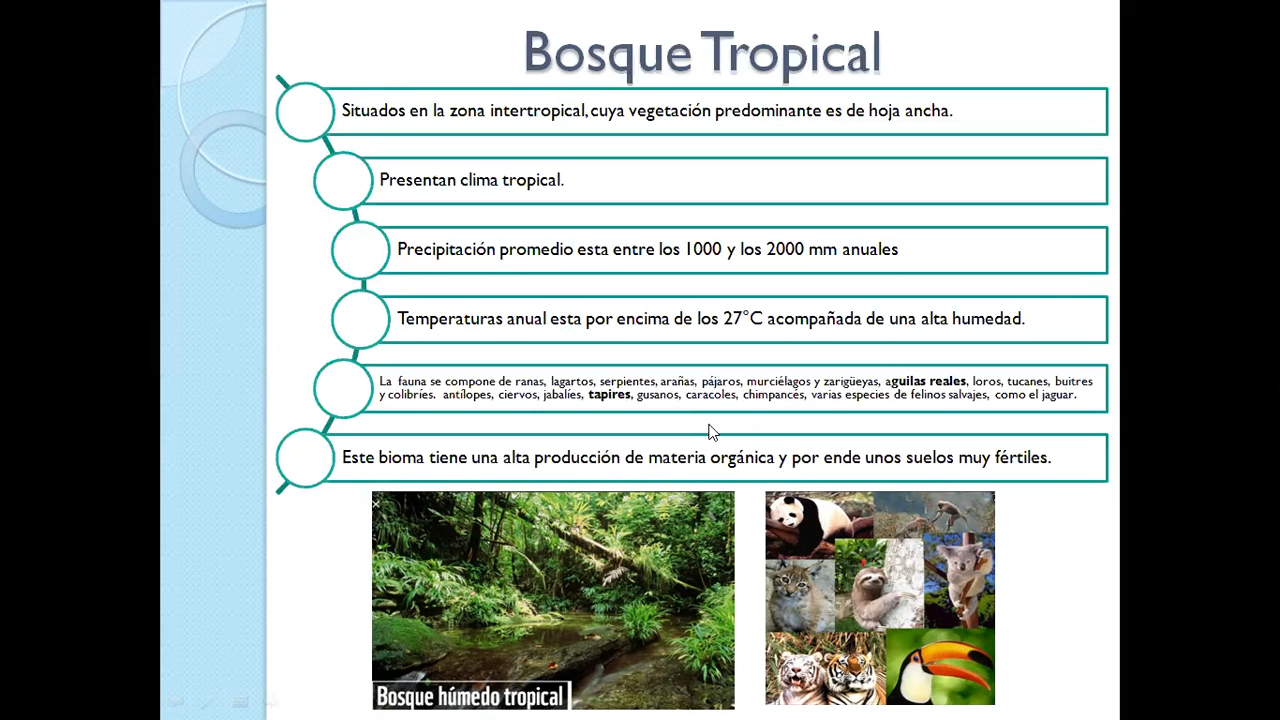 Bosque Tropical
Situados en la zona intertropical, cuya vegetación predominante es de hoja ancha.
Presentan clima tropical.
Precipitación promedio esta entre los 1000 y los 2000 mm anuales
Temperaturas anual esta por encima de los 27°C acompañada de una alta humedad.
La fauna se compone de ranas, lagartos, serpientes, arañas, pájaros, murciélagos y zarigüeyas, aguilas reales, loros, tucanes, buitres
y colibríes. antílopes, ciervos, jabalíes, tapires, gusanos, caracoles, chimpancés, varias especies de felinos salvajes, como el jaguar.
Este bioma tiene una alta producción de materia orgánica y por ende unos suelos muy fértiles.
Bosque húmedo tropical